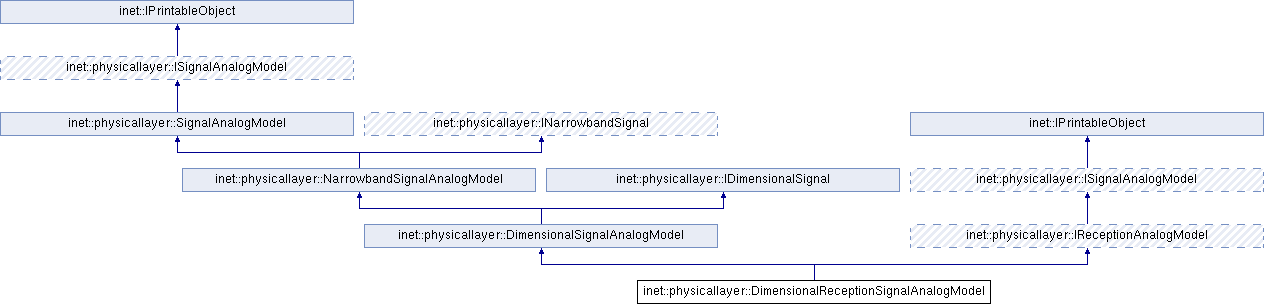 inet::IPrintableObject
inet::physicallayer::ISignalAnalogModel
inet::physicallayer::SignalAnalogModel
inet::physicallayer::INarrowbandSignal
inet::IPrintableObject
inet::physicallayer::NarrowbandSignalAnalogModel
inet::physicallayer::IDimensionalSignal
inet::physicallayer::ISignalAnalogModel
inet::physicallayer::DimensionalSignalAnalogModel
inet::physicallayer::IReceptionAnalogModel
inet::physicallayer::DimensionalReceptionSignalAnalogModel